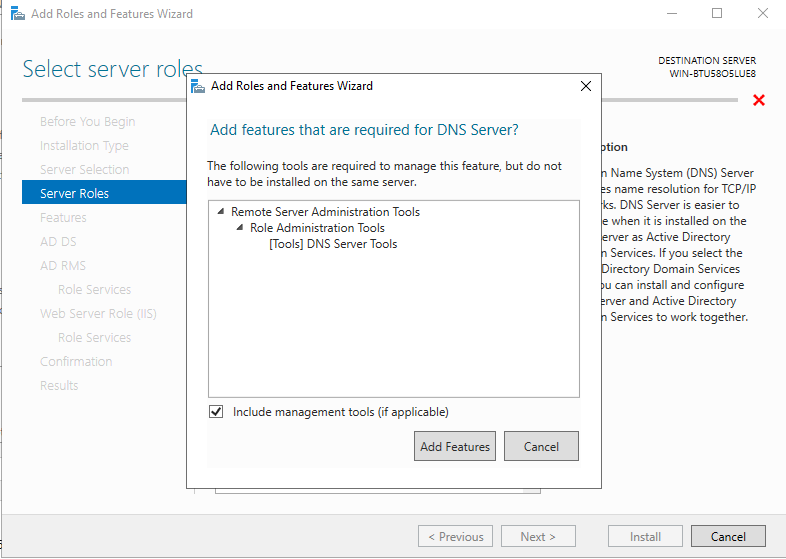 Add Roles and Features Wizard
Select server roles
DESTINATION SERVER
WIN-BTU58O5LUE8
Before You Begin
Installation Type
Server Selection
Server Roles
Features
AD DS
AD RMS
Role Services
Web Server Role (IIS)
Role Services
Confirmation
Results
Add Roles and Features Wizard
Add features that are required for DNS Server?
The following tools are required to manage this feature, but do not
have to be installed on the same server.
Remote Server Administration Tools
Role Administration Tools
[Tools] DNS Server Tools
Include management tools (if applicable)
Add Features
Cancel
ption
n Name System (DNS) Server
es name resolution for TCP/IP
rks. DNS Server is easier to
e when it is installed on the
erver as Active Directory
n Services. If you select the
Directory Domain Services
ou can install and configure
erver and Active Directory
n Services to work together.
< Previous
Next >
Install
Cancel